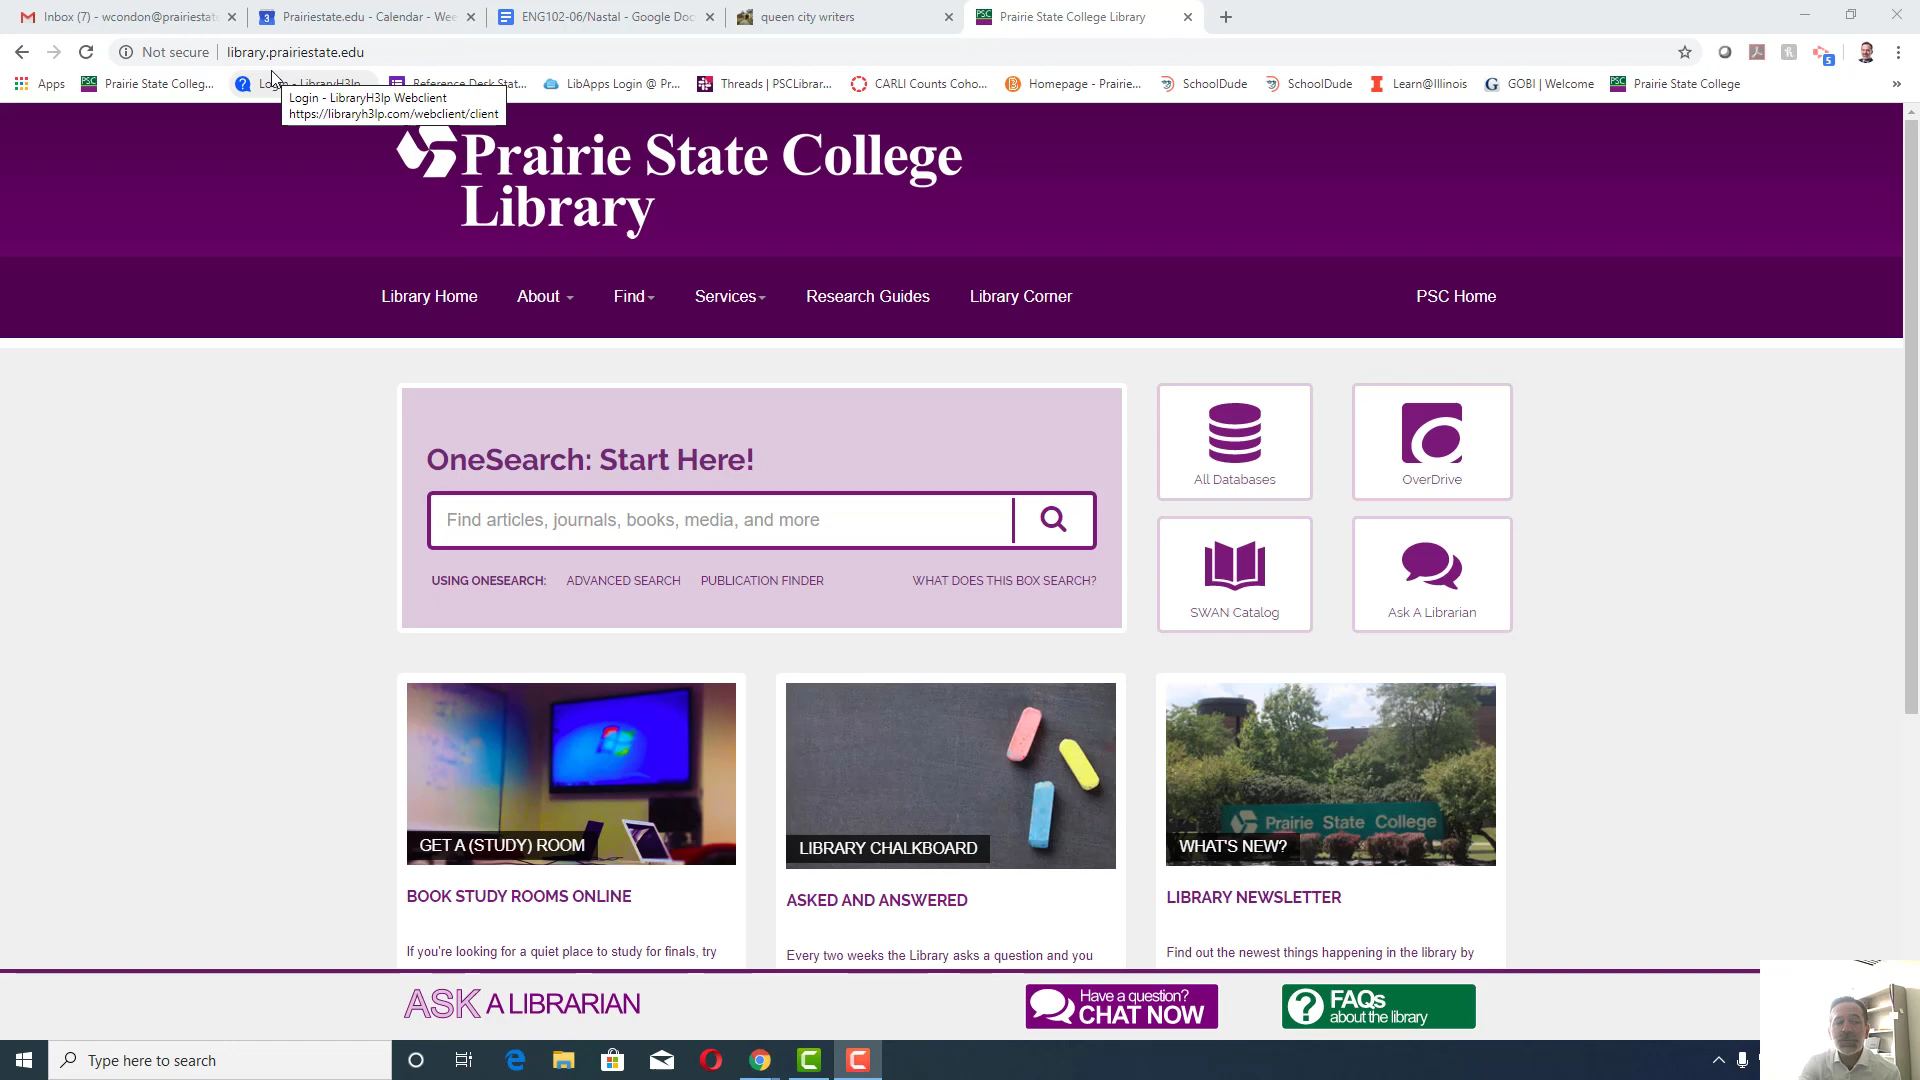 Inbox (7) - wcondon@prairiestat
Prairiestate.edu - Calendar - Wee
ENG102-06/Nastal - Google Doc
queen city writers
Prairie State College Library
Not secure
library.prairiestate.edu
Apps
Prairie State Colleg...
Login - LibraryH3lp
Reference Desk Stat...
LibApps Login @ Pr...
Threads | PSCLibrar...
CARLI Counts Coho...
Homepage - Prairie...
SchoolDude
SchoolDude
Learn@Illinois
GOBI | Welcome
Prairie State College
»
Login - LibraryH3lp Webclient
https://libraryh3lp.com/webclient/client
Prairie State College
Library
Library Home
About
Find
Services
Research Guides
Library Corner
PSC Home
OneSearch: Start Here!
Find articles, journals, books, media, and more
USING ONESEARCH:
ADVANCED SEARCH
PUBLICATION FINDER
WHAT DOES THIS BOX SEARCH?
All Databases
OverDrive
SWAN Catalog
Ask A Librarian
GET A (STUDY) ROOM
LIBRARY CHALKBOARD
Prairie State College
WHAT'S NEW?
BOOK STUDY ROOMS ONLINE
ASKED AND ANSWERED
LIBRARY NEWSLETTER
If you're looking for a quiet place to study for finals, try
Every two weeks the Library asks a question and you
Find out the newest things happening in the library by
ASK A LIBRARIAN
Have a question?
CHAT NOW
FAQs
about the library
Type here to search